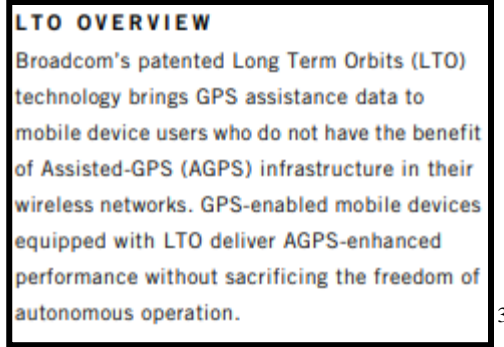 LTO OVERVIEW
Broadcom's patented Long Term Orbits (LTO)
technology brings GPS assistance data to
mobile device users who do not have the benefit
of Assisted-GPS (AGPS) infrastructure in their
wireless networks. GPS-enabled mobile devices
equipped with LTO deliver AGPS-enhanced
performance without sacrificing the freedom of
autonomous operation.